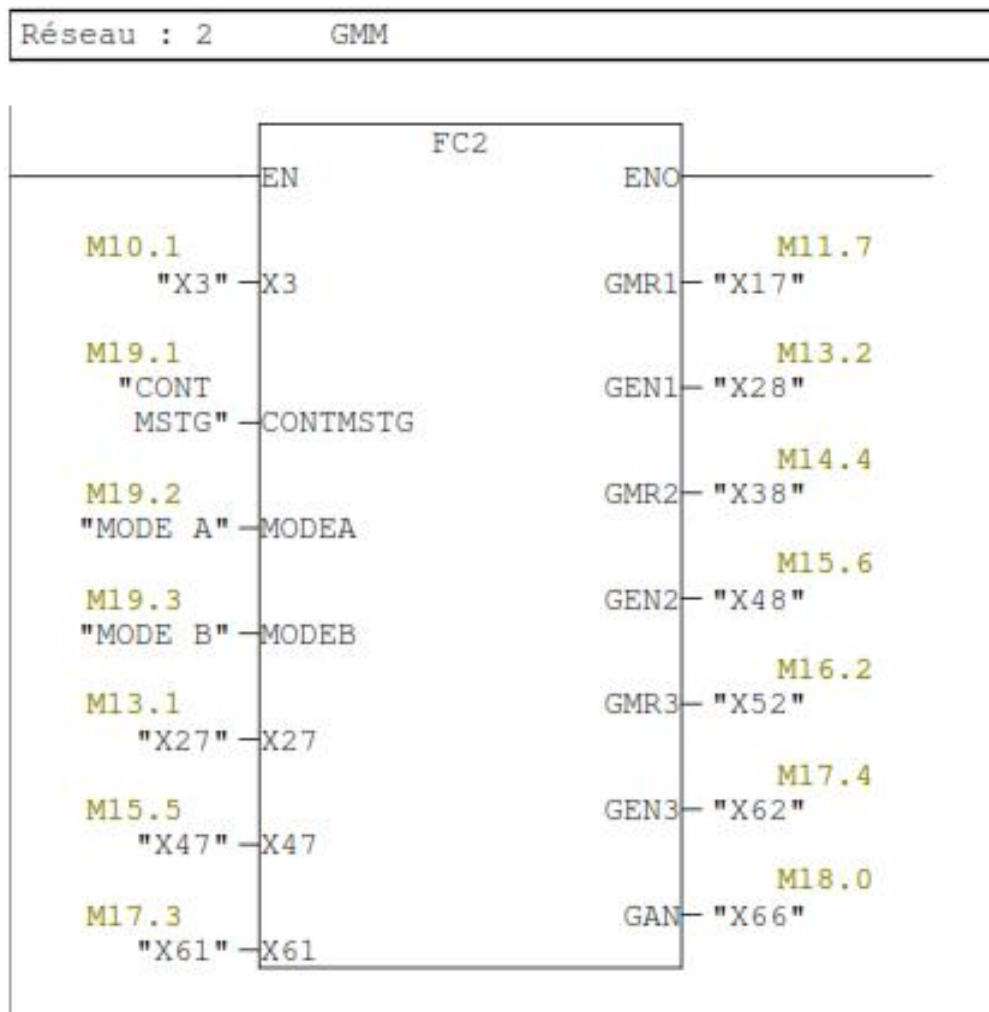 Réseau : 2 GMM
FC2
EN ENO
M10.1 M11.7
"X3" X3 GMR1 "X17"
M19.1 M13.2
"CONT GEN1 "X28"
MSTG" CONTMSTG
M14.4
M19.2 GMR2 "X38"
"MODE A" MODEA
M15.6
M19.3 GEN2 "X48"
"MODE B" MODEB
M16.2
M13.1 GMR3 "X52"
"X27" X27
M17.4
M15.5 GEN3 "X62"
"X47" X47
M18.0
M17.3 GAN "X66"
"X61" X61